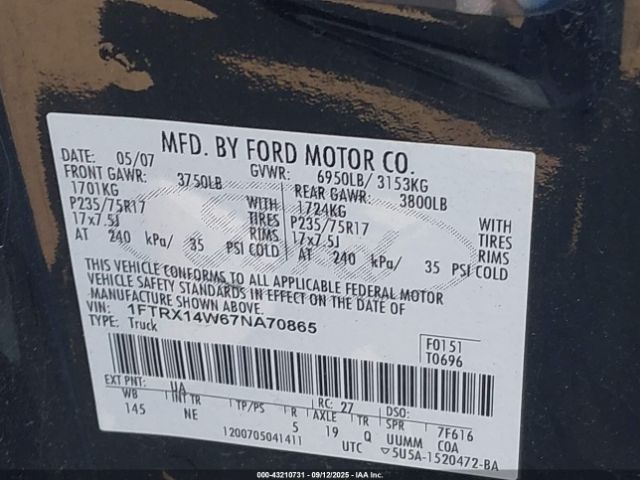 MFD. BY FORD MOTOR CO.
DATE: 05/07 GVWR: 6950LB/ 3153KG
FRONT GAWR: 3750LB REAR GAWR: 3800LB
1701KG WITH 1724KG WITH
P235/75R17 TIRES P235/75R17 TIRES
17x7.5J RIMS 17x7.5J RIMS
AT 240 kPa/ 35 PSI COLD AT 240 kPa/ 35 PSI COLD
THIS VEHICLE CONFORMS TO ALL APPLICABLE FEDERAL MOTOR
VEHICLE SAFETY STANDARDS IN EFFECT ON THE DATE OF
MANUFACTURE SHOWN ABOVE.
VIN: 1FTRX14W67NA70865
TYPE: Truck
F0151
T0696
EXT PNT: UA RC: 27 DSO:
WB INT TR TP/PS R AXLE TR SPR 7F616
145 NE 5 19 Q UUMM COA
1200705041411 UTC ▽5U5A-1520472-BA
000-43210731 - 09/12/2025 - IAA Inc.